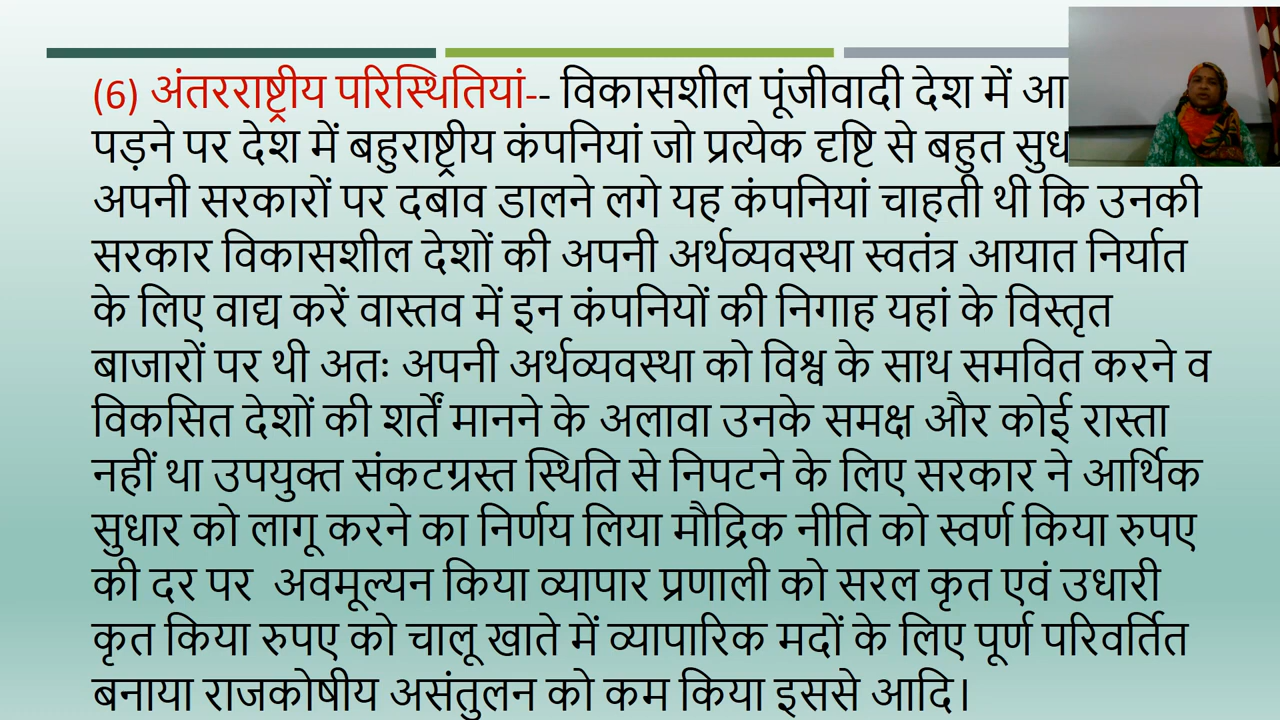 (6) अंतरराष्ट्रीय परिस्थितियां-- विकासशील पूंजीवादी देश में
पड़ने पर देश में बहुराष्ट्रीय कंपनियां जो प्रत्येक दृष्टि से बहुत
अपनी सरकारों पर दबाव डालने लगे यह कंपनियां चाहती थी कि उनकी
सरकार विकासशील देशों की अपनी अर्थव्यवस्था स्वतंत्र आयात निर्यात
के लिए वाद्य करें वास्तव में इन कंपनियों की निगाह यहां के विस्तृत
बाजारों पर थी अतः अपनी अर्थव्यवस्था को विश्व के साथ समवित करने व
विकसित देशों की शर्तें मानने के अलावा उनके समक्ष और कोई रास्ता
नहीं था उपयुक्त संकटग्रस्त स्थिति से निपटने के लिए सरकार ने आर्थिक
सुधार को लागू करने का निर्णय लिया मौद्रिक नीति को स्वर्ण किया रुपए
की दर पर अवमूल्यन किया व्यापार प्रणाली को सरल कृत एवं उधारी
कृत किया रुपए को चालू खाते में व्यापारिक मदों के लिए पूर्ण परिवर्तित
बनाया राजकोषीय असंतुलन को कम किया इससे आदि।